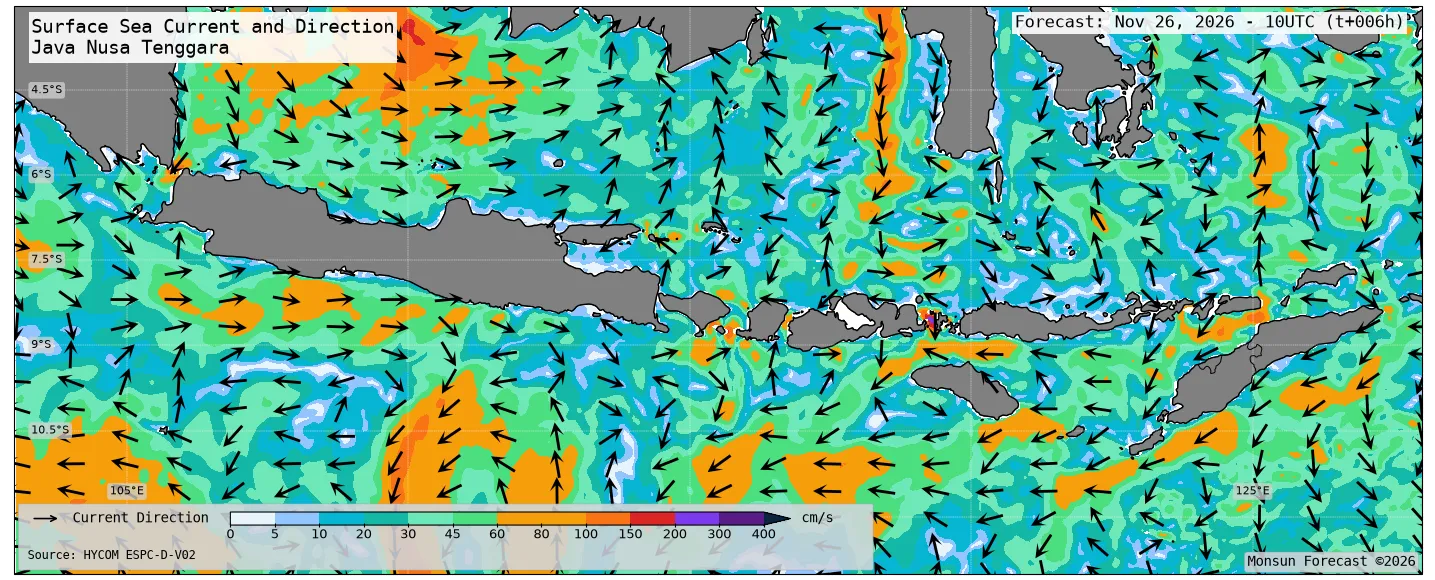 Surface Sea Current and Direction
Java Nusa Tenggara
Forecast: Nov 26, 2026 - 10UTC (t+006h)
4.5°S
6°S
7.5°S
9°S
10.5°S
105°E
125°E
Current Direction
0 5 10 20 30 45 60 80 100 150 200 300 400 cm/s
Source: HYCOM ESPC-D-V02
Monsun Forecast ©2026